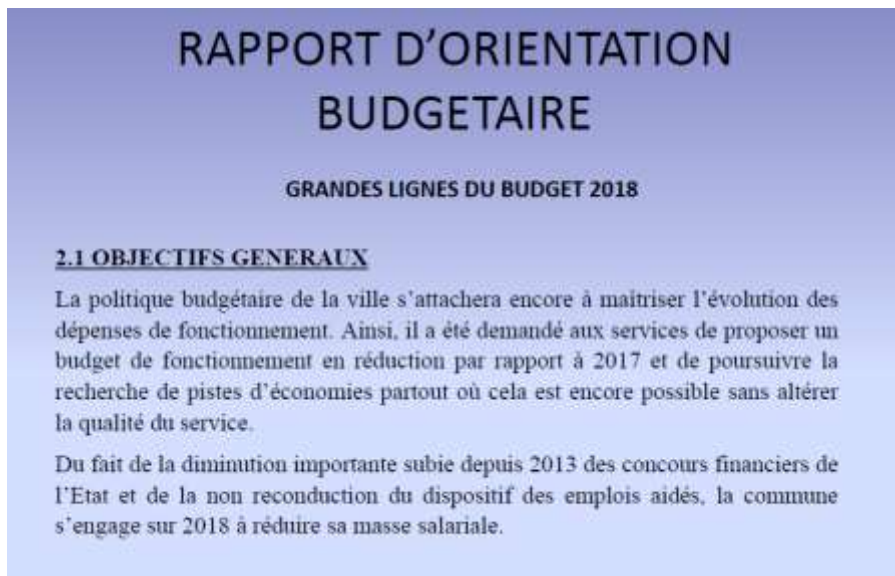 RAPPORT D'ORIENTATION
BUDGETAIRE
GRANDES LIGNES DU BUDGET 2018
2.1 OBJECTIFS GENERAUX
La politique budgétaire de la ville s'attachera encore à maîtriser l'évolution des
dépenses de fonctionnement. Ainsi, il a été demandé aux services de proposer un
budget de fonctionnement en réduction par rapport à 2017 et de poursuivre la
recherche de pistes d'économies partout où cela est encore possible sans altérer
la qualité du service.
Du fait de la diminution importante subie depuis 2013 des concours financiers de
l'Etat et de la non reconduction du dispositif des emplois aidés, la commune
s'engage sur 2018 à réduire sa masse salariale.